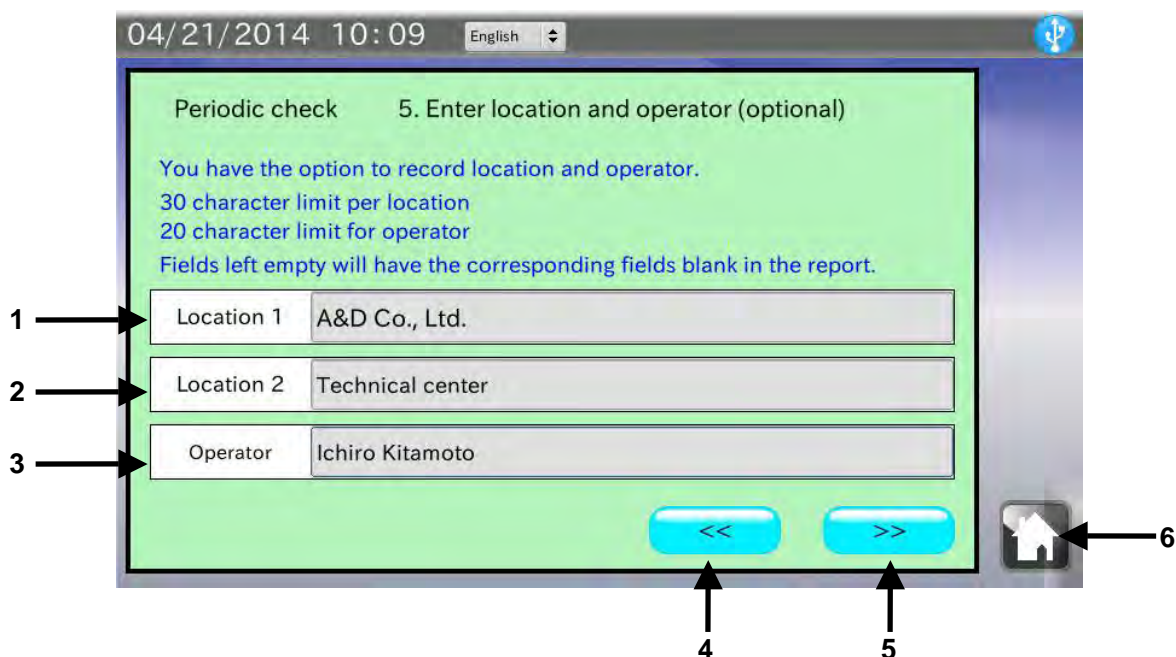 04/21/2014 10:09 English
Periodic check 5. Enter location and operator (optional)
You have the option to record location and operator.
30 character limit per location
20 character limit for operator
Fields left empty will have the corresponding fields blank in the report.
1 Location 1 A&D Co., Ltd.
2 Location 2 Technical center
3 Operator Ichiro Kitamoto
<< >> 6
4 5